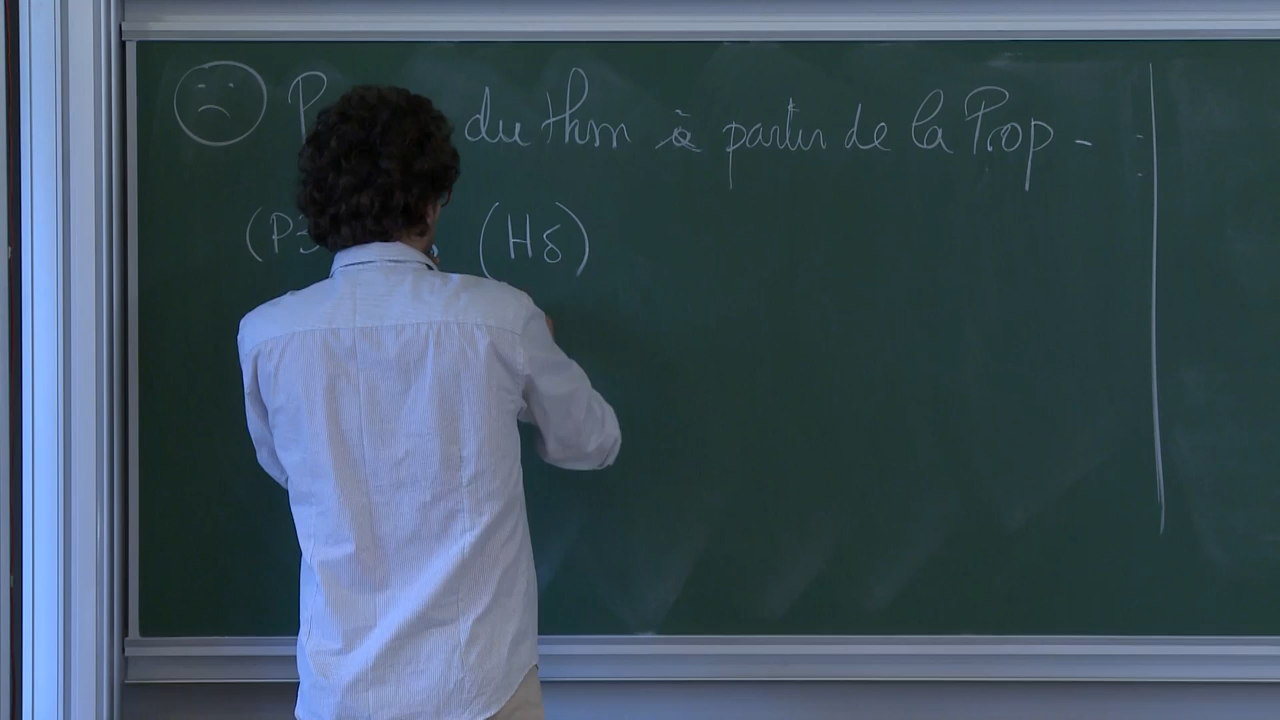 P du thm à partir de la Prop -
(P3 (Hδ)